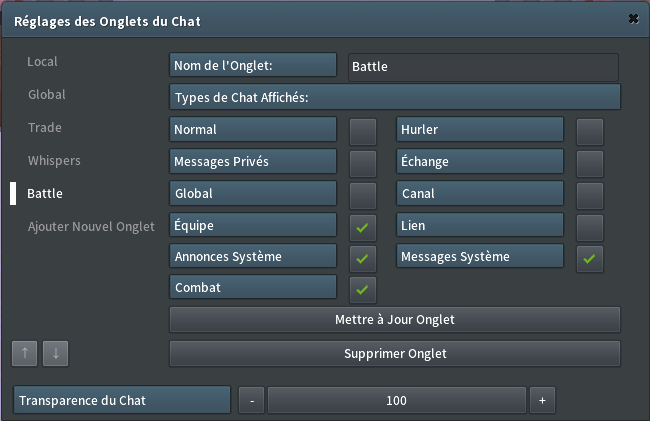 Réglages des Onglets du Chat
Local
Global
Trade
Whispers
Battle
Ajouter Nouvel Onglet
Nom de l'Onglet:
Battle
Types de Chat Affichés:
Normal
Hurler
Messages Privés
Échange
Global
Canal
Équipe
Lien
Annonces Système
Messages Système
Combat
Mettre à Jour Onglet
Supprimer Onglet
Transparence du Chat
- 100 +